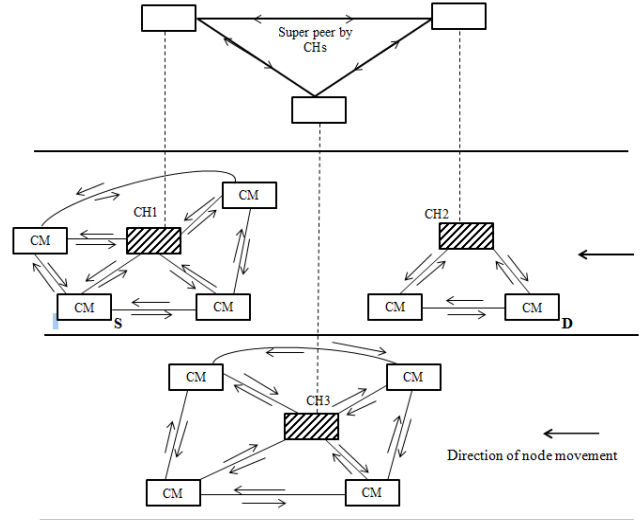 Super peer by
CHs
CH1
CM
CM
CM
S
CM
CH2
CM
CM
D
CM
CM
CH3
CM
CM
Direction of node movement